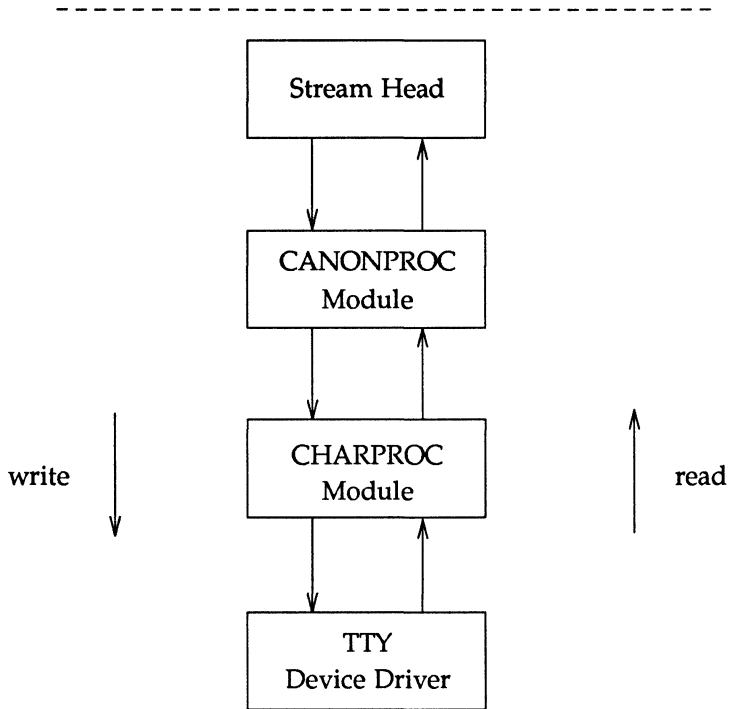 Stream Head
CANONPROC
Module
write
CHARPROC
Module
read
TTY
Device Driver